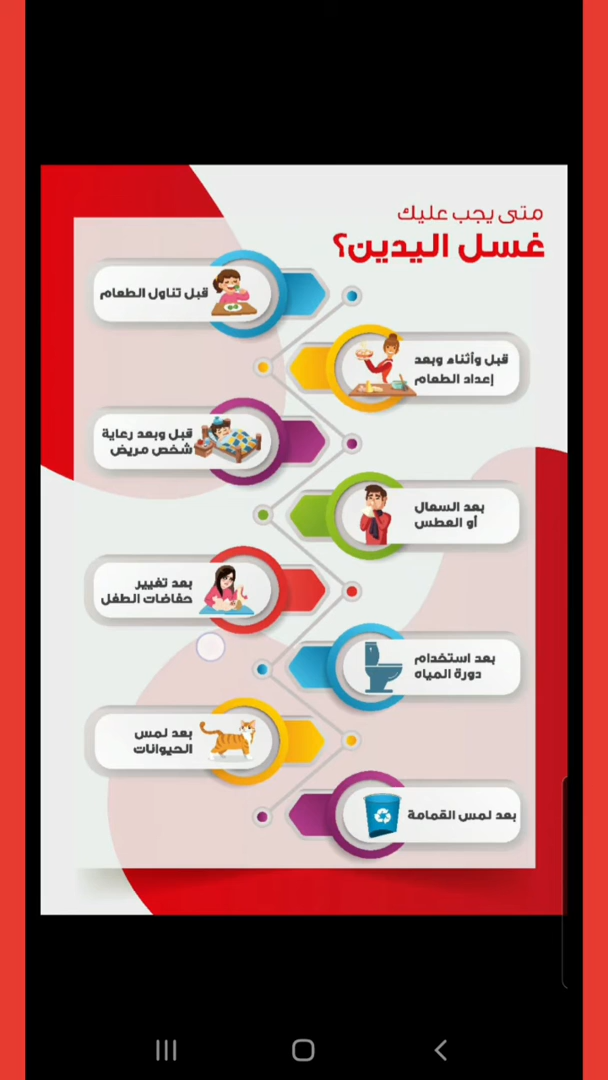 متى يجب عليك
غسل اليدين؟
قبل تناول الطعام
قبل وأثناء وبعد
إعداد الطعام
قبل وبعد رعاية
شخص مريض
بعد السعال
أو العطس
بعد تغيير
حفاضات الطفل
بعد استخدام
دورة المياه
بعد لمس
الحيوانات
بعد لمس القمامة